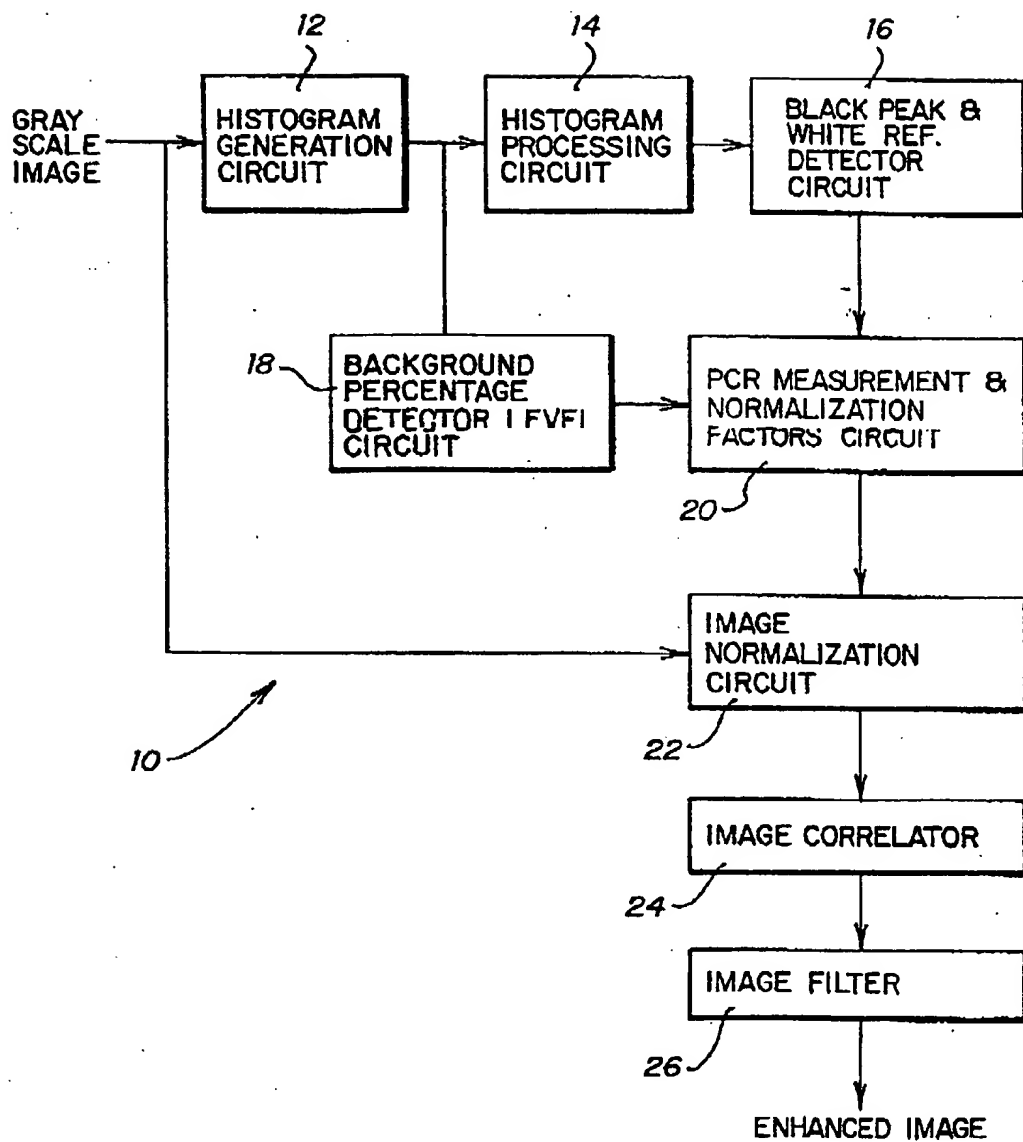 12
14
16
GRAY
SCALE
IMAGE
HISTOGRAM
GENERATION
CIRCUIT
HISTOGRAM
PROCESSING
CIRCUIT
BLACK PEAK &
WHITE REF.
DETECTOR
CIRCUIT
18
BACKGROUND
PERCENTAGE
DETECTOR
CIRCUIT
PCR MEASUREMENT &
NORMALIZATION
FACTORS CIRCUIT
20
IMAGE
NORMALIZATION
CIRCUIT
10
22
IMAGE CORRELATOR
24
IMAGE FILTER
26
ENHANCED IMAGE